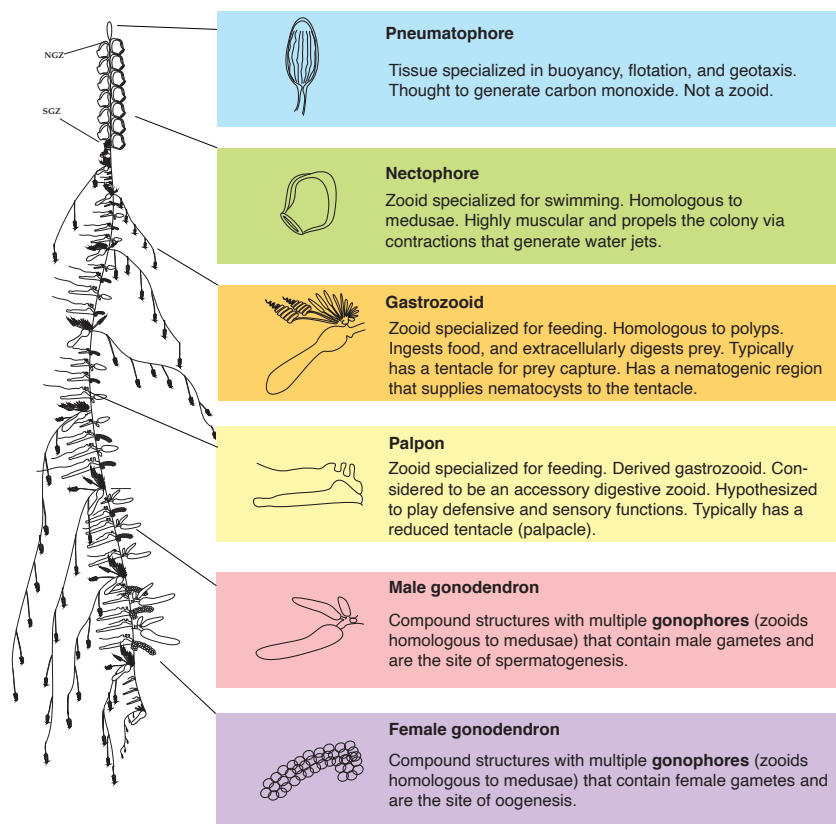 NGZ
SGZ
Pneumatophore
Tissue specialized in buoyancy, flotation, and geotaxis.
Thought to generate carbon monoxide. Not a zooid.
Nectophore
Zooid specialized for swimming. Homologous to
medusae. Highly muscular and propels the colony via
contractions that generate water jets.
Gastrozooid
Zooid specialized for feeding. Homologous to polyps.
Ingests food, and extracellularly digests prey. Typically
has a tentacle for prey capture. Has a nematogenic region
that supplies nematocysts to the tentacle.
Palpon
Zooid specialized for feeding. Derived gastrozooid. Con-
sidered to be an accessory digestive zooid. Hypothesized
to play defensive and sensory functions. Typically has a
reduced tentacle (palpacle).
Male gonodendron
Compound structures with multiple gonophores (zooids
homologous to medusae) that contain male gametes and
are the site of spermatogenesis.
Female gonodendron
Compound structures with multiple gonophores (zooids
homologous to medusae) that contain female gametes and
are the site of oogenesis.